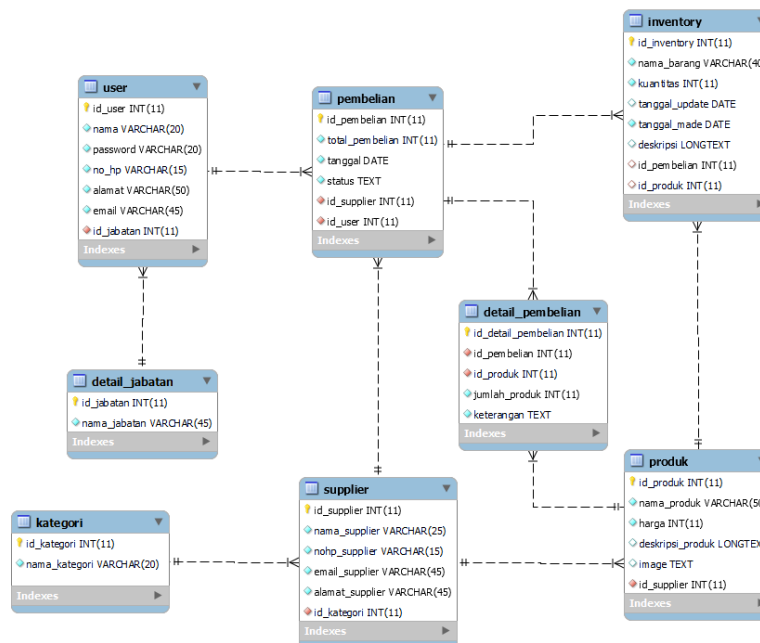 user
id_user INT(11)
nama VARCHAR(20)
password VARCHAR(20)
no_hp VARCHAR(15)
alamat VARCHAR(50)
email VARCHAR(45)
id_jabatan INT(11)
Indexes
pembelian
id_pembelian INT(11)
total_pembelian INT(11)
tanggal DATE
status TEXT
id_supplier INT(11)
id_user INT(11)
Indexes
inventory
id_inventory INT(11)
nama_barang VARCHAR(40
kuantitas INT(11)
tanggal_update DATE
tanggal_made DATE
deskripsi LONGTEXT
id_pembelian INT(11)
id_produk INT(11)
Indexes
detail_jabatan
id_jabatan INT(11)
nama_jabatan VARCHAR(45)
Indexes
detail_pembelian
id_detail_pembelian INT(11)
id_pembelian INT(11)
id_produk INT(11)
jumlah_produk INT(11)
keterangan TEXT
Indexes
kategori
id_kategori INT(11)
nama_kategori VARCHAR(20)
Indexes
supplier
id_supplier INT(11)
nama_supplier VARCHAR(25)
nohp_supplier VARCHAR(15)
email_supplier VARCHAR(45)
alamat_supplier VARCHAR(45)
id_kategori INT(11)
Indexes
produk
id_produk INT(11)
nama_produk VARCHAR(50
harga INT(11)
deskripsi_produk LONGTEXT
image TEXT
id_supplier INT(11)
Indexes